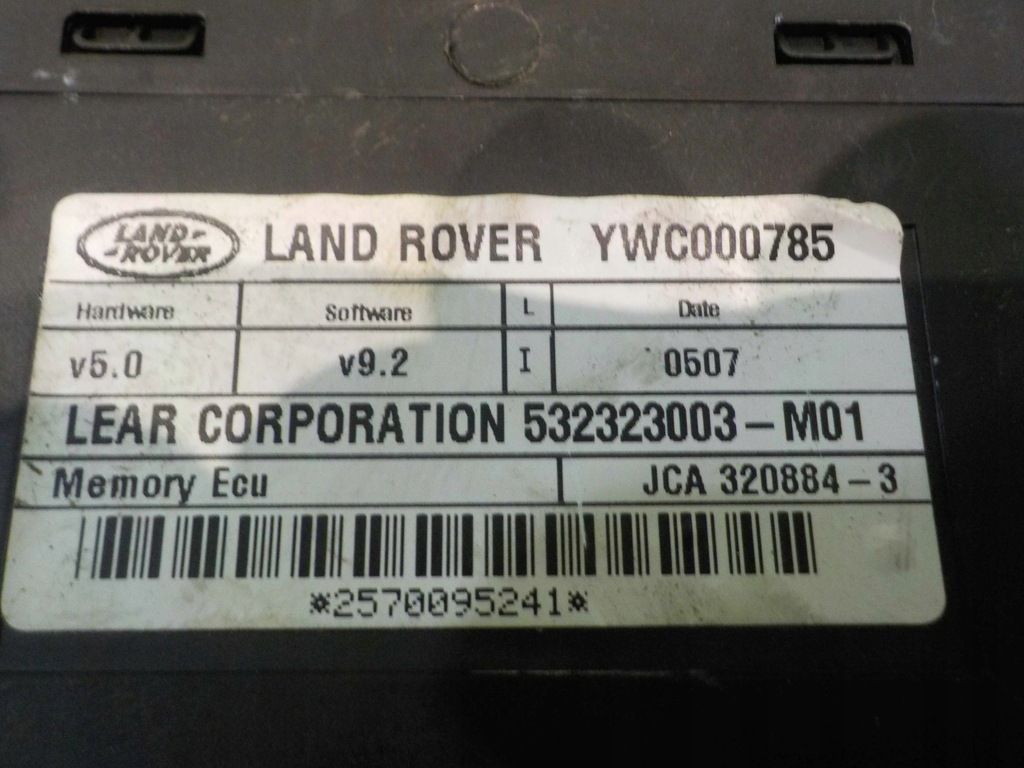 LAND-
-ROVER
LAND ROVER YWC000785
Hardware Software L Date
v5.0 v9.2 I 0507
LEAR CORPORATION 532323003-M01
Memory Ecu JCA 320884-3
*2570095241*